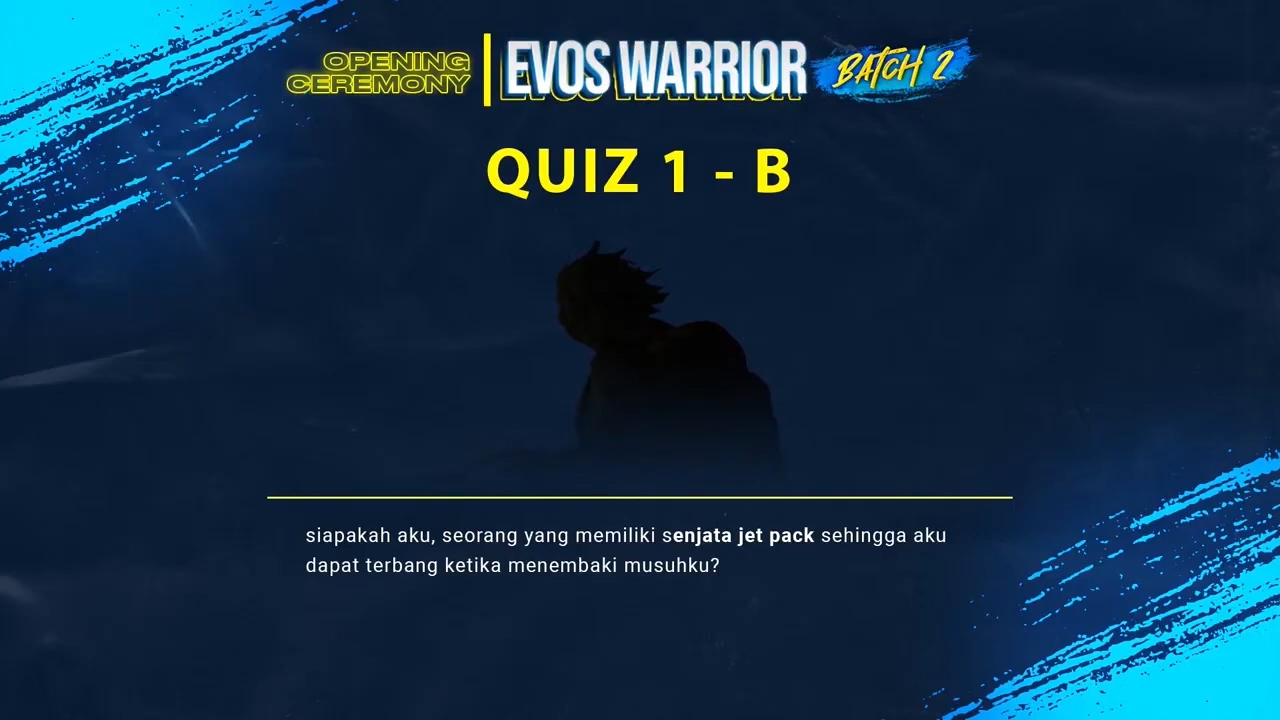 OPENING
CEREMONY
EVOS WARRIOR
BATCH 2
QUIZ 1 - B
siapakah aku, seorang yang memiliki senjata jet pack sehingga aku
dapat terbang ketika menembaki musuhku?